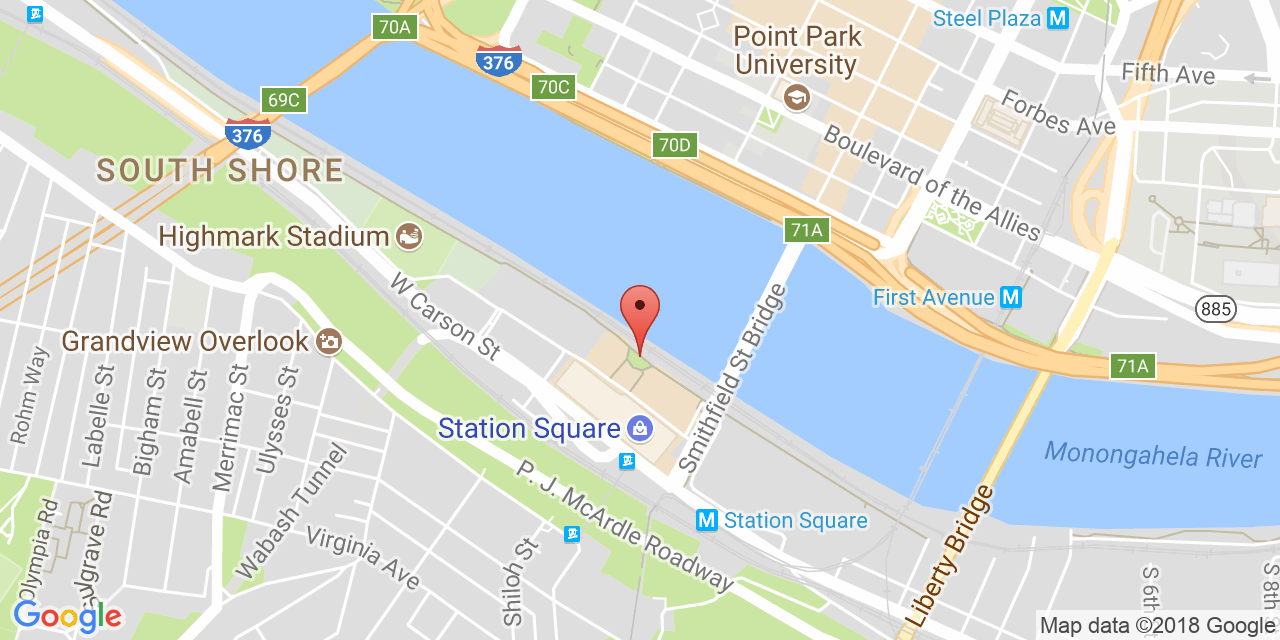 70A
Steel Plaza M
Point Park
University
376
Fifth Ave
70C
69C
Forbes Ave
376
70D
Boulevard of the Allies
SOUTH SHORE
Highmark Stadium
71A
W Carson St
First Avenue M
885
Grandview Overlook
Smithfield St Bridge
71A
Rohm Way
Labelle St
Bigham St
Amabell St
Merrimac St
Ulysses St
Station Square
Monongahela River
Wabash Tunnel
P. J. McArdle Roadway
M Station Square
Liberty Bridge
Olympia Rd
Sulgrave Rd
Virginia Ave
Shiloh St
S 6th
S 8th
Google
Map data ©2018 Google